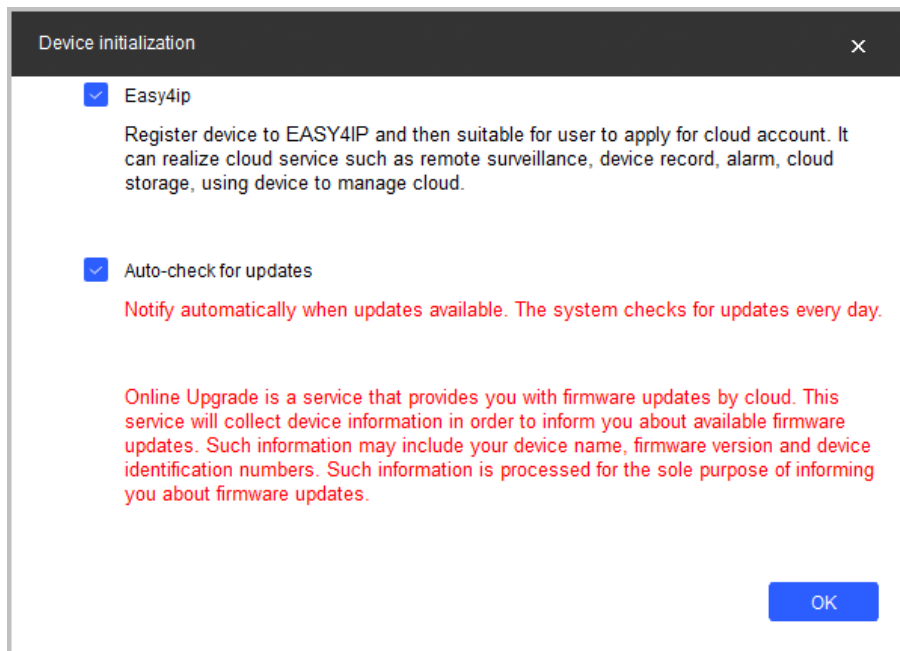 Device initialization
Easy4ip
Register device to EASY4IP and then suitable for user to apply for cloud account. It
can realize cloud service such as remote surveillance, device record, alarm, cloud
storage, using device to manage cloud.
Auto-check for updates
Notify automatically when updates available. The system checks for updates every day.
Online Upgrade is a service that provides you with firmware updates by cloud. This
service will collect device information in order to inform you about available firmware
updates. Such information may include your device name, firmware version and device
identification numbers. Such information is processed for the sole purpose of informing
you about firmware updates.
OK